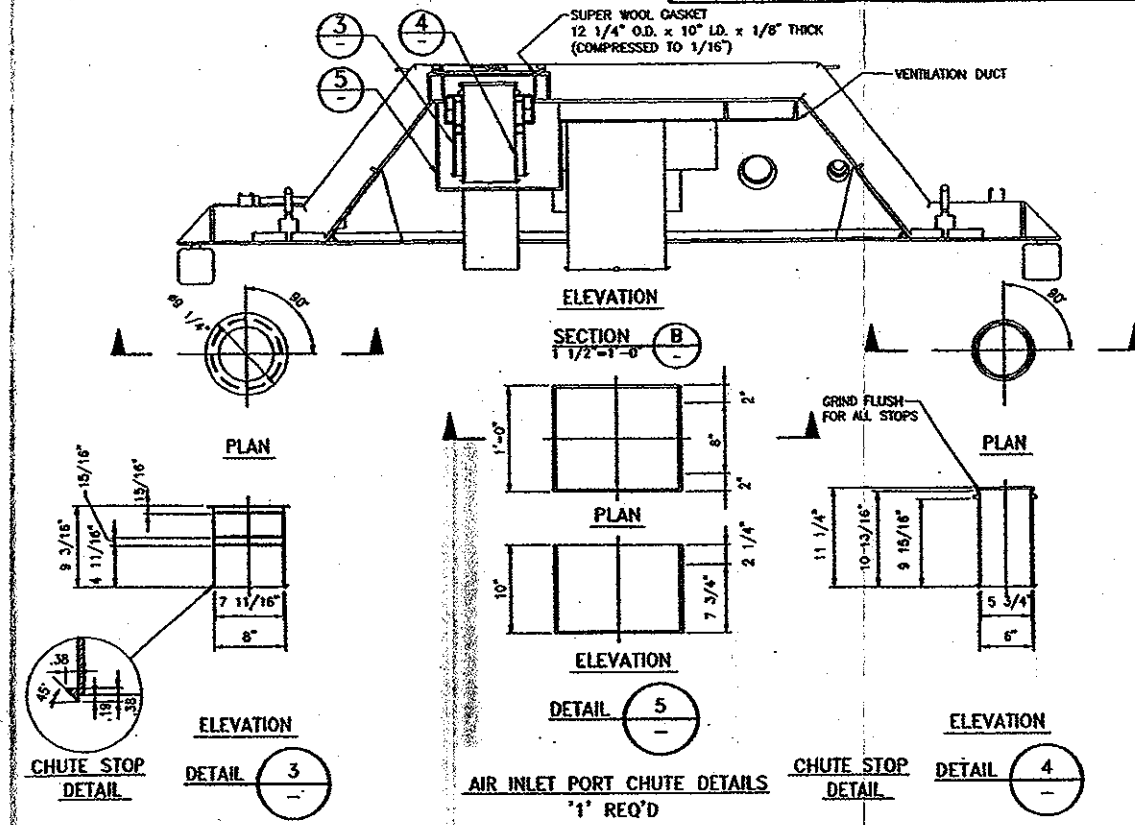 3
-
4
-
5
-
SUPER WOOL GASKET
12 1/4" O.D. x 10" I.D. x 1/8" THICK
(COMPRESSED TO 1/16")
VENTILATION DUCT
ELEVATION
SECTION
1 1/2"=1'-0"
B
-
ø9 1/4"
90°
PLAN
15/16"
15/16"
9 3/16"
4 11/16"
7 11/16"
8"
.38
45°
.19
.38
CHUTE STOP
DETAIL
ELEVATION
DETAIL
3
-
1'-0"
2"
8"
2"
PLAN
10"
2 1/4"
7 3/4"
ELEVATION
DETAIL
5
-
AIR INLET PORT CHUTE DETAILS
'1' REQ'D
90°
GRIND FLUSH
FOR ALL STOPS
PLAN
11 1/4"
10-13/16"
9 15/16"
5 3/4"
6"
ELEVATION
CHUTE STOP
DETAIL
DETAIL
4
-